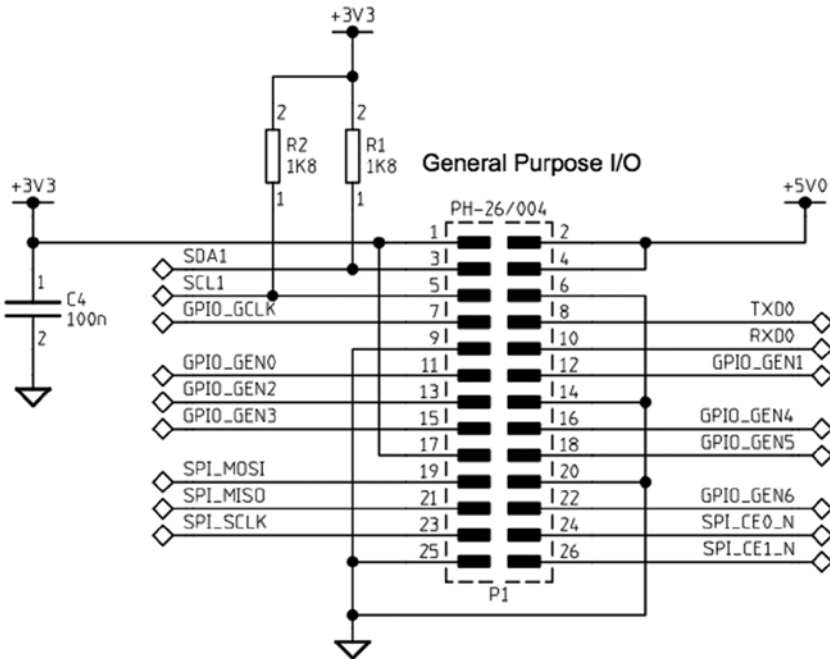 +3V3
2 2
R2 R1
1K8 1K8
1 1
General Purpose I/O
+3V3
+5V0
PH-26/004
1 2
SDA1 3 4
SCL1 5 6
GPIO_GCLK 7 8 TXD0
9 10 RXD0
GPIO_GEN0 11 12 GPIO_GEN1
GPIO_GEN2 13 14
GPIO_GEN3 15 16 GPIO_GEN4
17 18 GPIO_GEN5
SPI_MOSI 19 20
SPI_MISO 21 22 GPIO_GEN6
SPI_SCLK 23 24 SPI_CE0_N
25 26 SPI_CE1_N
P1
1
C4
100n
2